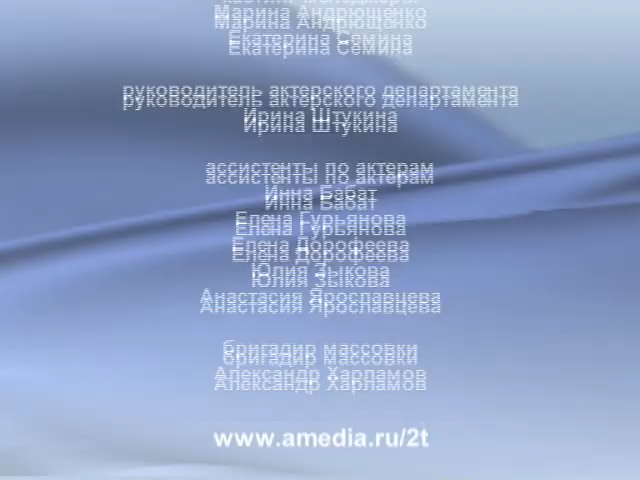 Марина Андрющенко
Екатерина Семина
руководитель актерского департамента
Ирина Штукина
ассистенты по актерам
Инна Бабат
Елена Гурьянова
Елена Дорофеева
Юлия Зыкова
Анастасия Ярославцева
бригадир массовки
Александр Харламов
www.amedia.ru/2t